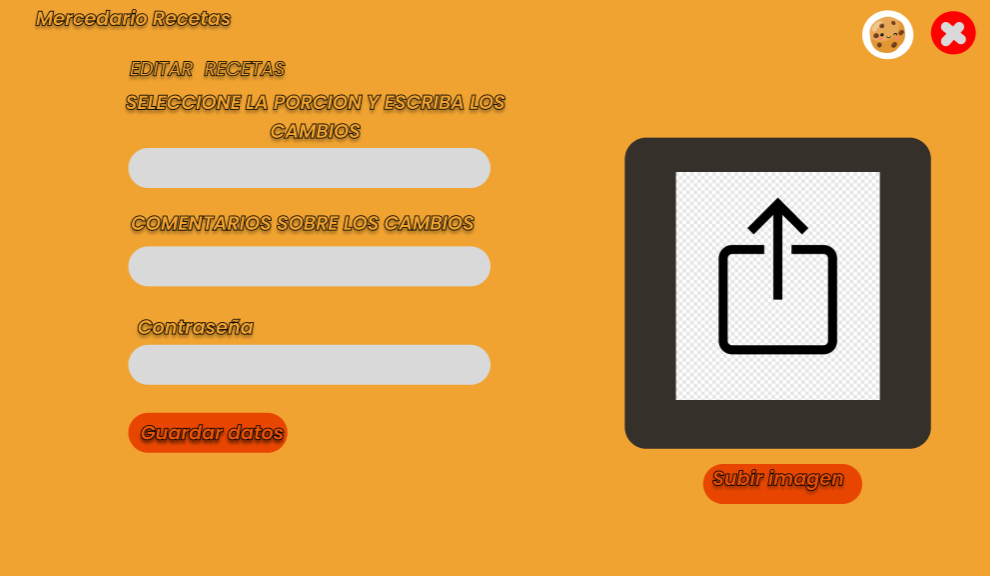 Mercedario Recetas
EDITAR RECETAS
SELECCIONE LA PORCION Y ESCRIBA LOS
CAMBIOS
COMENTARIOS SOBRE LOS CAMBIOS
Contraseña
Guardar datos
Subir imagen